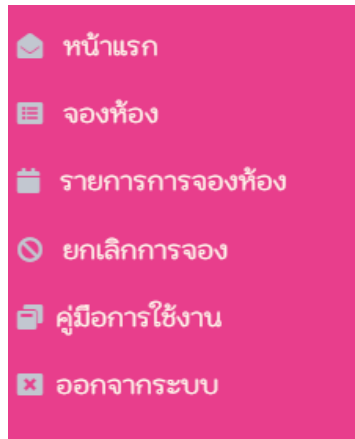 หน้าแรก
จองห้อง
รายการการจองห้อง
ยกเลิกการจอง
คู่มือการใช้งาน
ออกจากระบบ